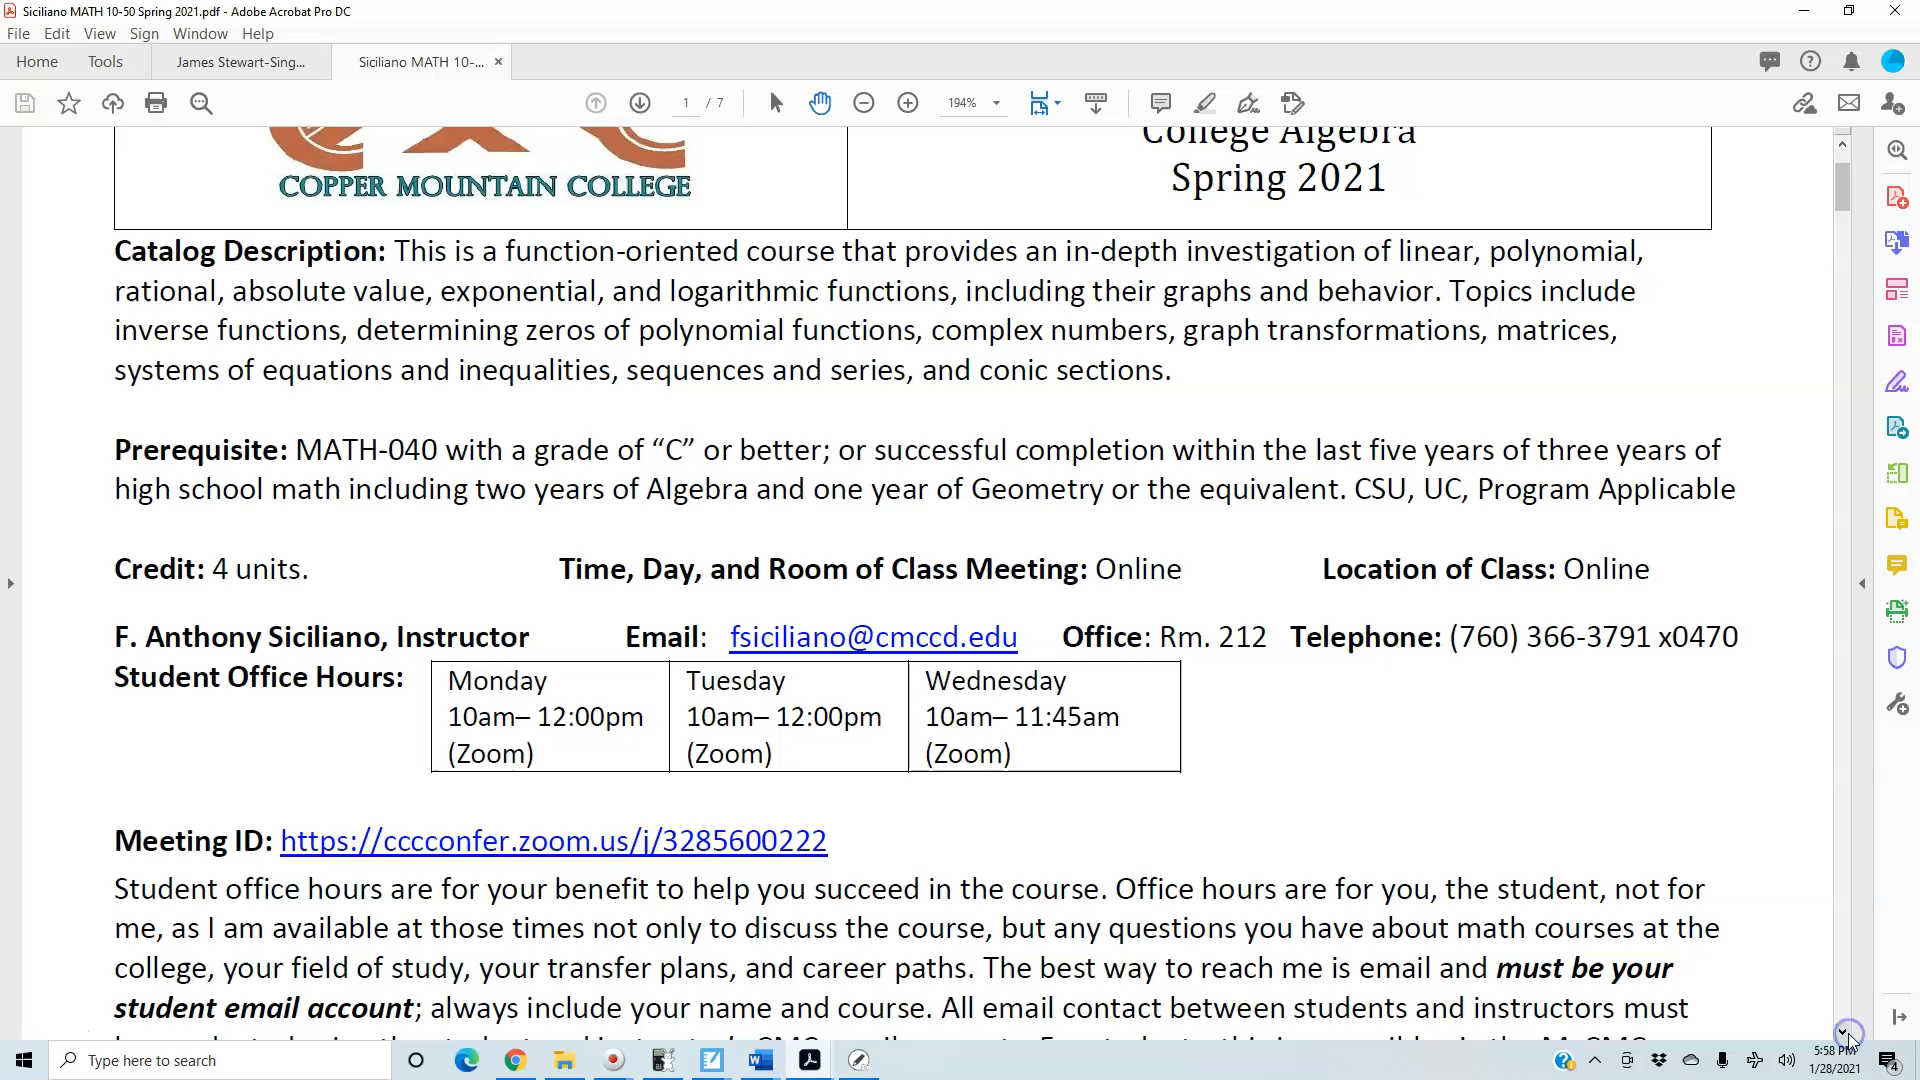 Siciliano MATH 10-50 Spring 2021.pdf - Adobe Acrobat Pro DC
File Edit View Sign Window Help
Home Tools James Stewart-Sing... Siciliano MATH 10-... ×
1 / 7 194%
COPPER MOUNTAIN COLLEGE
College Algebra
Spring 2021
Catalog Description: This is a function-oriented course that provides an in-depth investigation of linear, polynomial,
rational, absolute value, exponential, and logarithmic functions, including their graphs and behavior. Topics include
inverse functions, determining zeros of polynomial functions, complex numbers, graph transformations, matrices,
systems of equations and inequalities, sequences and series, and conic sections.
Prerequisite: MATH-040 with a grade of “C” or better; or successful completion within the last five years of three years of
high school math including two years of Algebra and one year of Geometry or the equivalent. CSU, UC, Program Applicable
Credit: 4 units. Time, Day, and Room of Class Meeting: Online Location of Class: Online
F. Anthony Siciliano, Instructor Email: fsiciliano@cmccd.edu Office: Rm. 212 Telephone: (760) 366-3791 x0470
Student Office Hours:
Monday
10am– 12:00pm
(Zoom)
Tuesday
10am– 12:00pm
(Zoom)
Wednesday
10am– 11:45am
(Zoom)
Meeting ID: https://cccconfer.zoom.us/j/3285600222
Student office hours are for your benefit to help you succeed in the course. Office hours are for you, the student, not for
me, as I am available at those times not only to discuss the course, but any questions you have about math courses at the
college, your field of study, your transfer plans, and career paths. The best way to reach me is email and must be your
student email account; always include your name and course. All email contact between students and instructors must
Type here to search
5:58 PM
1/28/2021
4